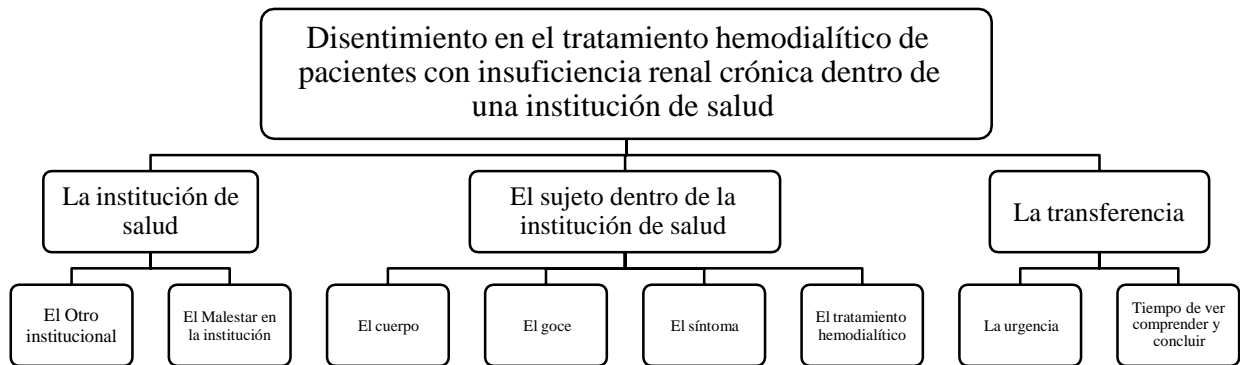 Disentimiento en el tratamiento hemodialítico de
pacientes con insuficiencia renal crónica dentro de
una institución de salud
La institución de
salud
El sujeto dentro de la
institución de salud
La transferencia
El Otro
institucional
El Malestar en
la institución
El cuerpo
El goce
El síntoma
El tratamiento
hemodialítico
La urgencia
Tiempo de ver
comprender y
concluir